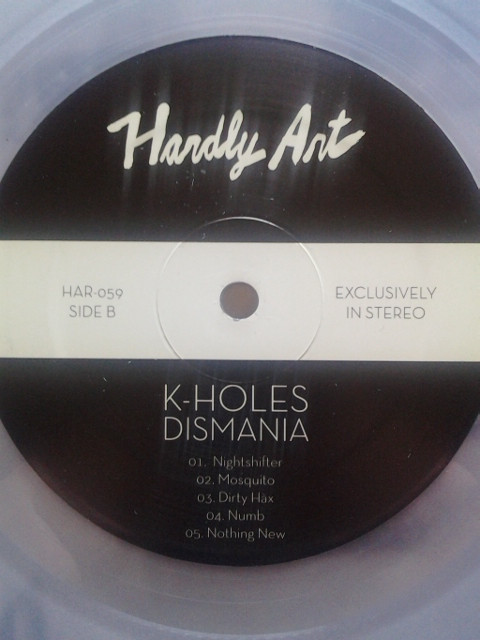 Hardly Art
HAR-059
SIDE B
EXCLUSIVELY
IN STEREO
K-HOLES
DISMANIA
01. Nightshifter
02. Mosquito
03. Dirty Häx
04. Numb
05. Nothing New